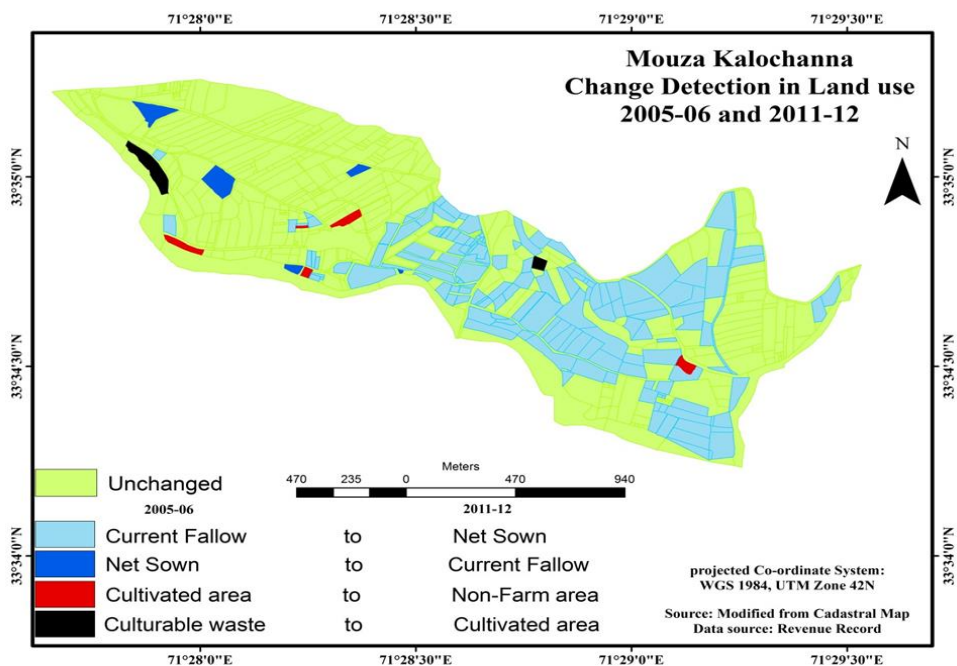 71°28'0"E 71°28'30"E 71°29'0"E 71°29'30"E
Mouza Kalochanna
Change Detection in Land use
2005-06 and 2011-12
N
33°35'0"N 33°35'0"N
33°34'30"N 33°34'30"N
Meters
470 235 0 470 940
Unchanged
2005-06 2011-12
Current Fallow to Net Sown
Net Sown to Current Fallow
Cultivated area to Non-Farm area
Culturable waste to Cultivated area
33°34'0"N 33°34'0"N
projected Co-ordinate System:
WGS 1984, UTM Zone 42N
Source: Modified from Cadastral Map
Data source: Revenue Record
71°28'0"E 71°28'30"E 71°29'0"E 71°29'30"E